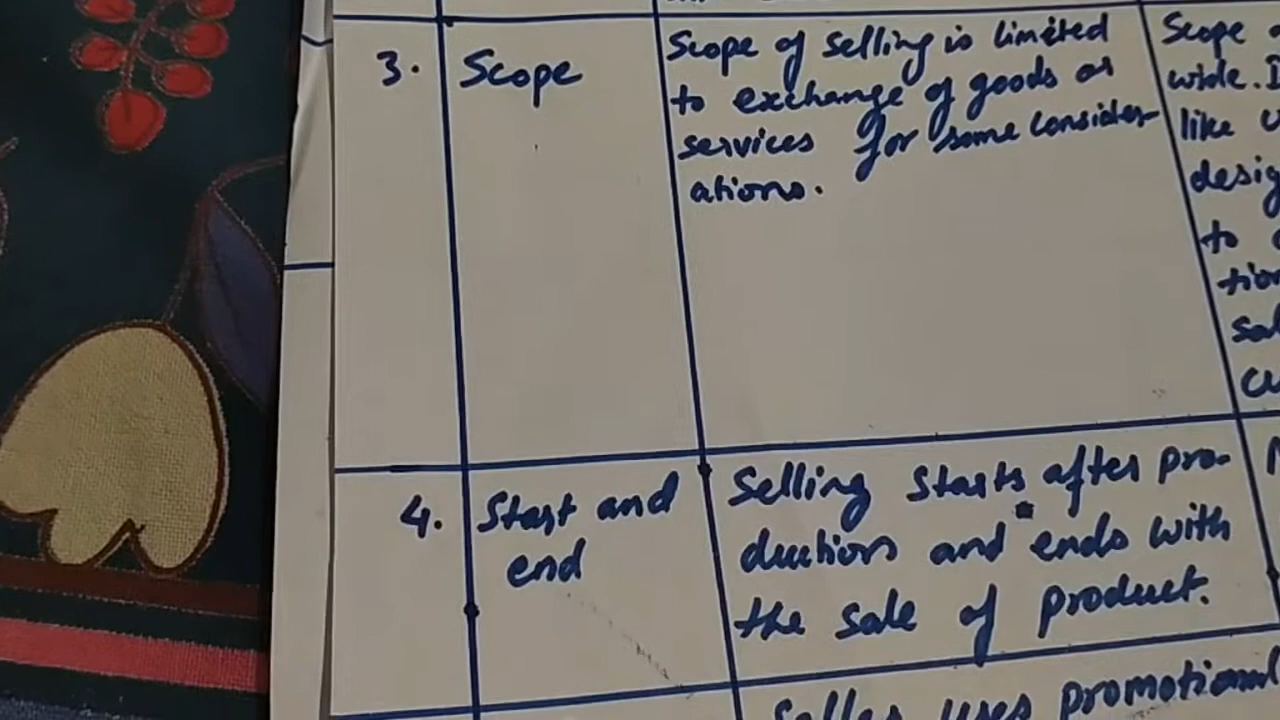 3. Scope
Scope of selling is limited
to exchange of goods or
services for some consider-
ations.
Scope
wide.
like
desig
to
tion
4. Start and
end
Selling starts after pro-
duction and ends with
the sale of product.
uses promotional